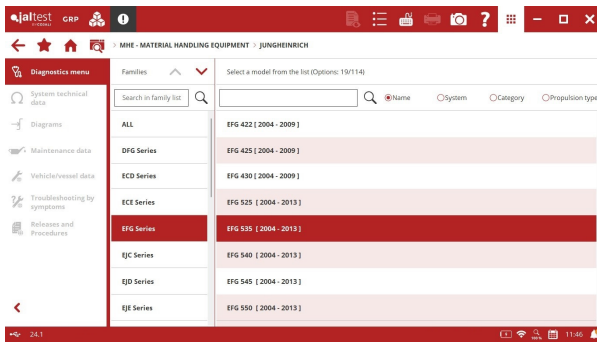 jaltest GRP
BY COJALI
> MHE - MATERIAL HANDLING EQUIPMENT > JUNGHEINRICH
Diagnostics menu
System technical data
Diagrams
Maintenance data
Vehicle/vessel data
Troubleshooting by symptoms
Releases and Procedures
Families
Search in family list
ALL
DFG Series
ECD Series
ECE Series
EFG Series
EJC Series
EJD Series
EJE Series
Select a model from the list (Options: 19/114)
Name System Category Propulsion type
EFG 422 [ 2004 - 2009 ]
EFG 425 [ 2004 - 2009 ]
EFG 430 [ 2004 - 2009 ]
EFG 525 [ 2004 - 2013 ]
EFG 535 [ 2004 - 2013 ]
EFG 540 [ 2004 - 2013 ]
EFG 545 [ 2004 - 2013 ]
EFG 550 [ 2004 - 2013 ]
24.1
100%
11:46